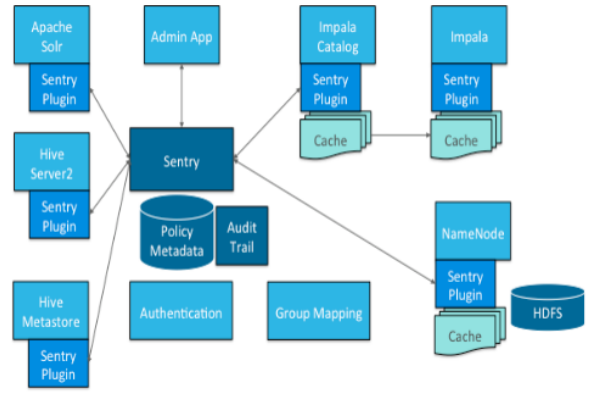 Apache
Solr
Sentry
Plugin
Admin App
Impala
Catalog
Sentry
Plugin
Cache
Impala
Sentry
Plugin
Cache
Hive
Server2
Sentry
Plugin
Sentry
Policy
Metadata
Audit
Trail
NameNode
Sentry
Plugin
Cache
HDFS
Hive
Metastore
Sentry
Plugin
Authentication
Group Mapping